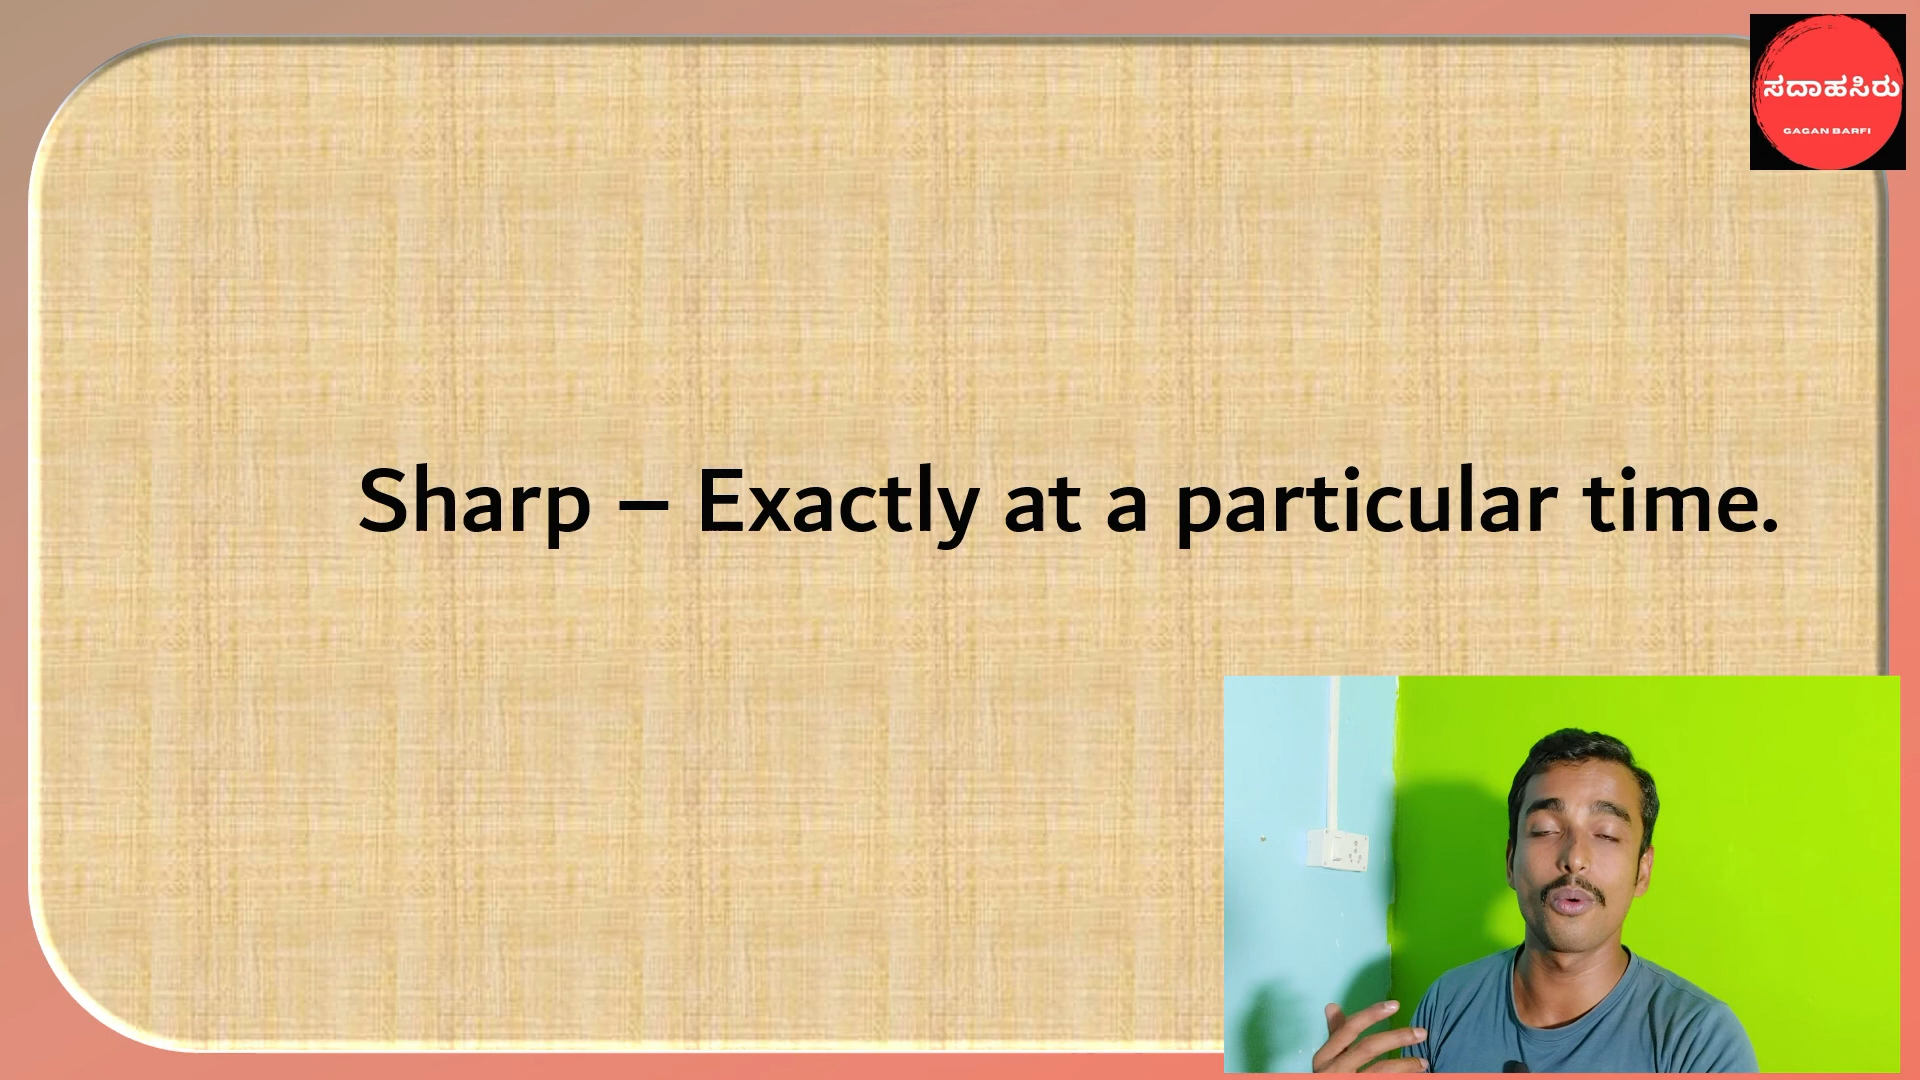 ಸದಾಹಸಿರು
GAGAN BARFI
Sharp – Exactly at a particular time.